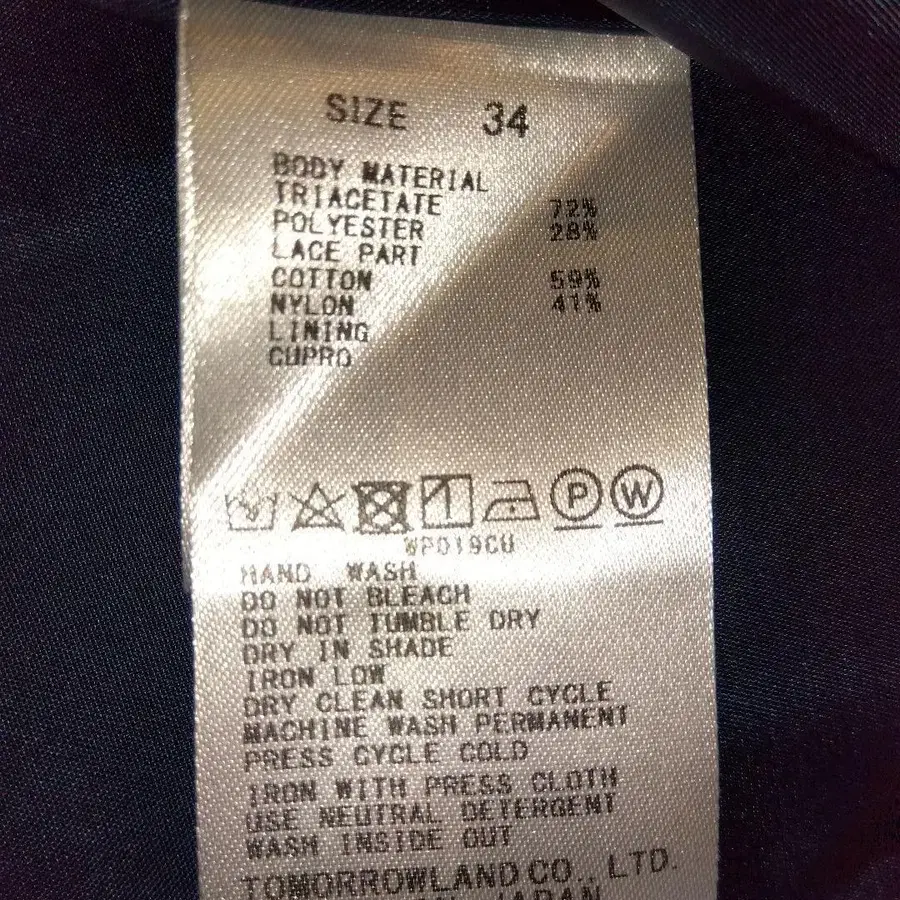 SIZE 34
BODY MATERIAL
TRIACETATE 72%
POLYESTER 28%
LACE PART
COTTON 59%
NYLON 41%
LINING
CUPRO
P W
WP019CU
HAND WASH
DO NOT BLEACH
DO NOT TUMBLE DRY
DRY IN SHADE
IRON LOW
DRY CLEAN SHORT CYCLE
MACHINE WASH PERMANENT
PRESS CYCLE COLD
IRON WITH PRESS CLOTH
USE NEUTRAL DETERGENT
WASH INSIDE OUT
TOMORROWLAND CO., LTD.
JAPAN